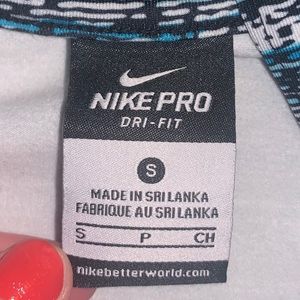 NIKE PRO
DRI-FIT
S
MADE IN SRI LANKA
FABRIQUE AU SRI LANKA
S P CH
nikebetterworld.com